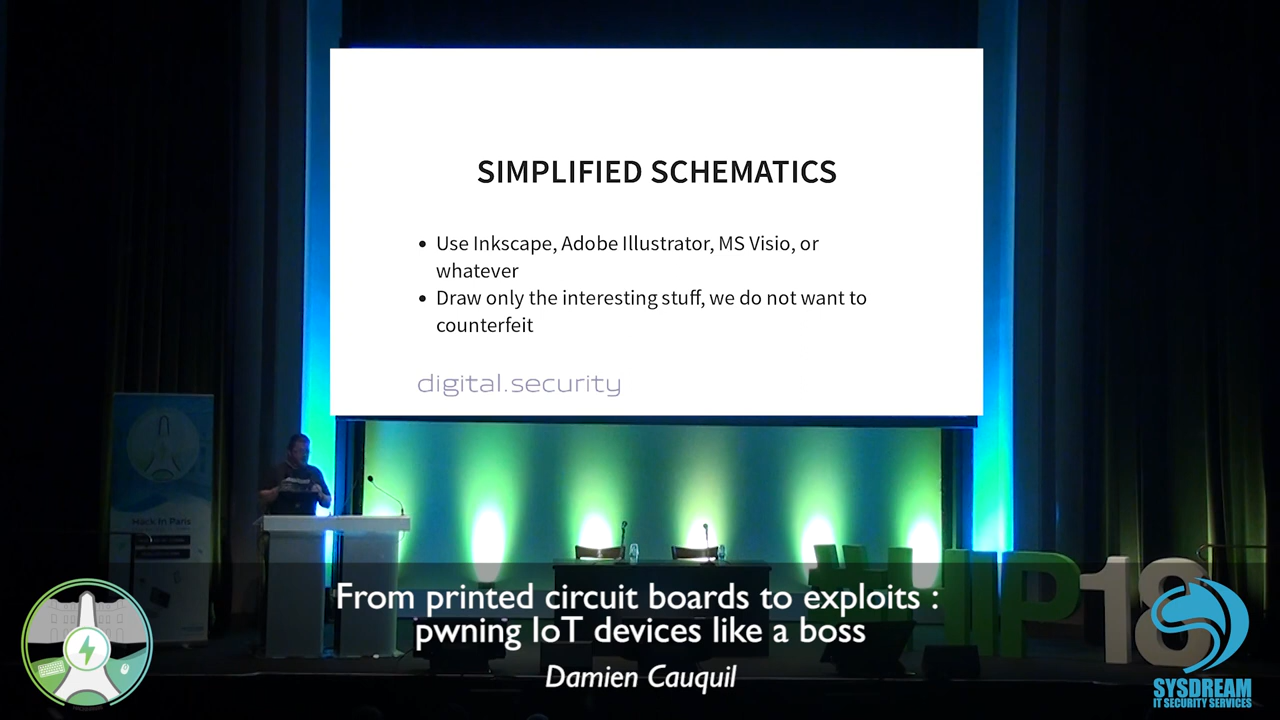 SIMPLIFIED SCHEMATICS
• Use Inkscape, Adobe Illustrator, MS Visio, or
whatever
• Draw only the interesting stuff, we do not want to
counterfeit
digital.security
Hack In Paris
HIP18
From printed circuit boards to exploits :
pwning IoT devices like a boss
Damien Cauquil
SYSDREAM
IT SECURITY SERVICES